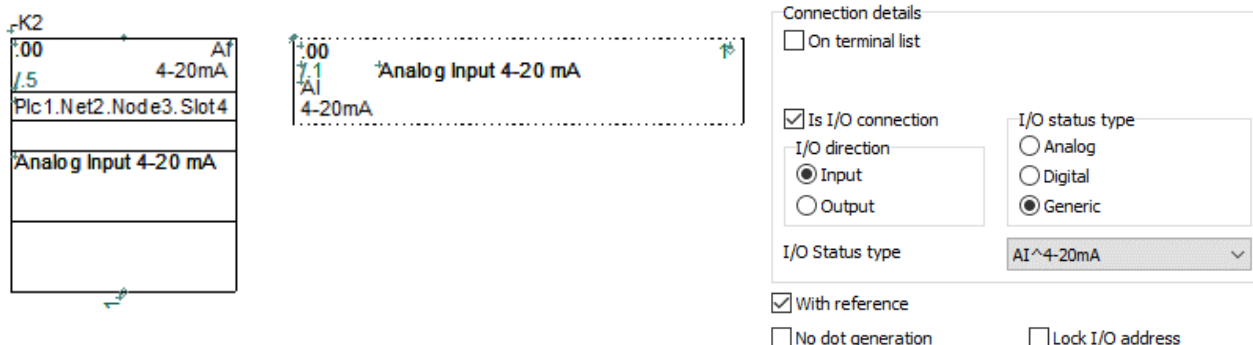 -K2
.00 AI
/.5 4-20mA
Plc1.Net2.Node3.Slot4
Analog Input 4-20 mA
.00
/.1 Analog Input 4-20 mA
AI
4-20mA
Connection details
On terminal list
Is I/O connection
I/O direction
Input
Output
I/O status type
Analog
Digital
Generic
I/O Status type
AI^4-20mA
With reference
No dot generation
Lock I/O address